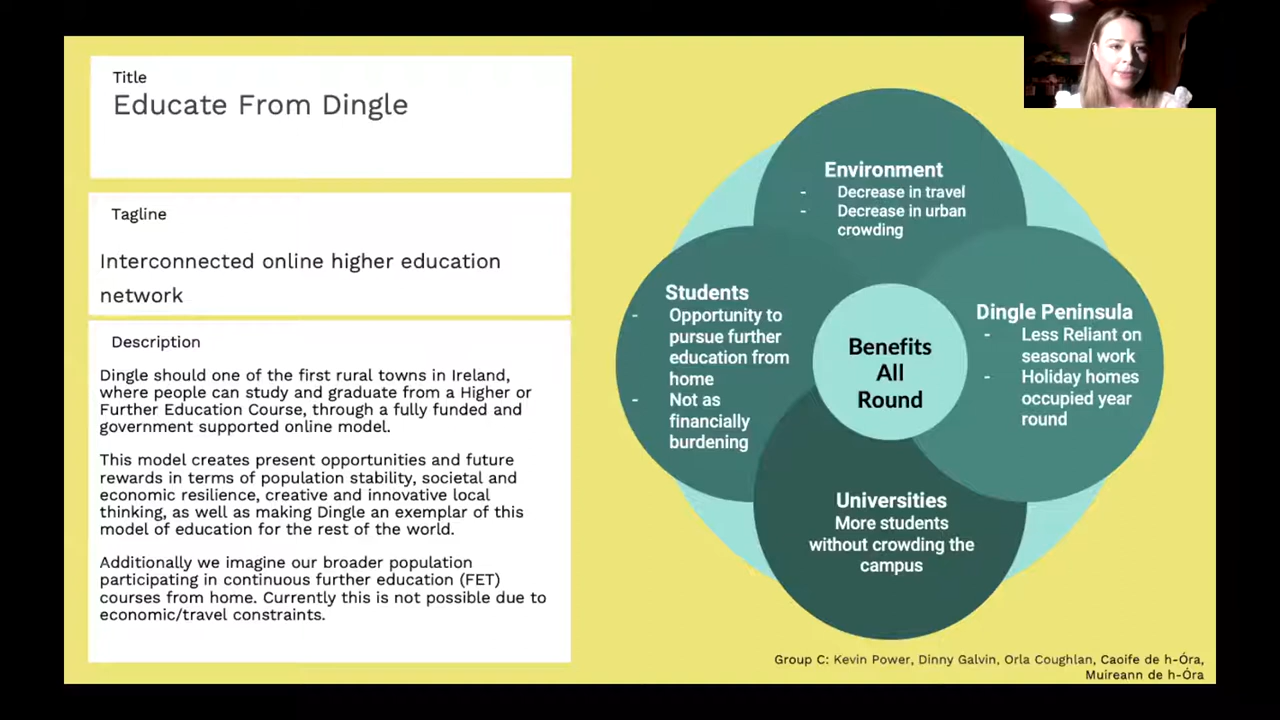 Title
Educate From Dingle
Tagline
Interconnected online higher education
network
Description
Dingle should one of the first rural towns in Ireland,
where people can study and graduate from a Higher or
Further Education Course, through a fully funded and
government supported online model.
This model creates present opportunities and future
rewards in terms of population stability, societal and
economic resilience, creative and innovative local
thinking, as well as making Dingle an exemplar of this
model of education for the rest of the world.
Additionally we imagine our broader population
participating in continuous further education (FET)
courses from home. Currently this is not possible due to
economic/travel constraints.
Environment
- Decrease in travel
- Decrease in urban
crowding
Students
- Opportunity to
pursue further
education from
home
- Not as
financially
burdening
Benefits
All
Round
Dingle Peninsula
- Less Reliant on
seasonal work
- Holiday homes
occupied year
round
Universities
More students
without crowding the
campus
Group C: Kevin Power, Dinny Galvin, Orla Coughlan, Caoife de h-Óra,
Muireann de h-Óra